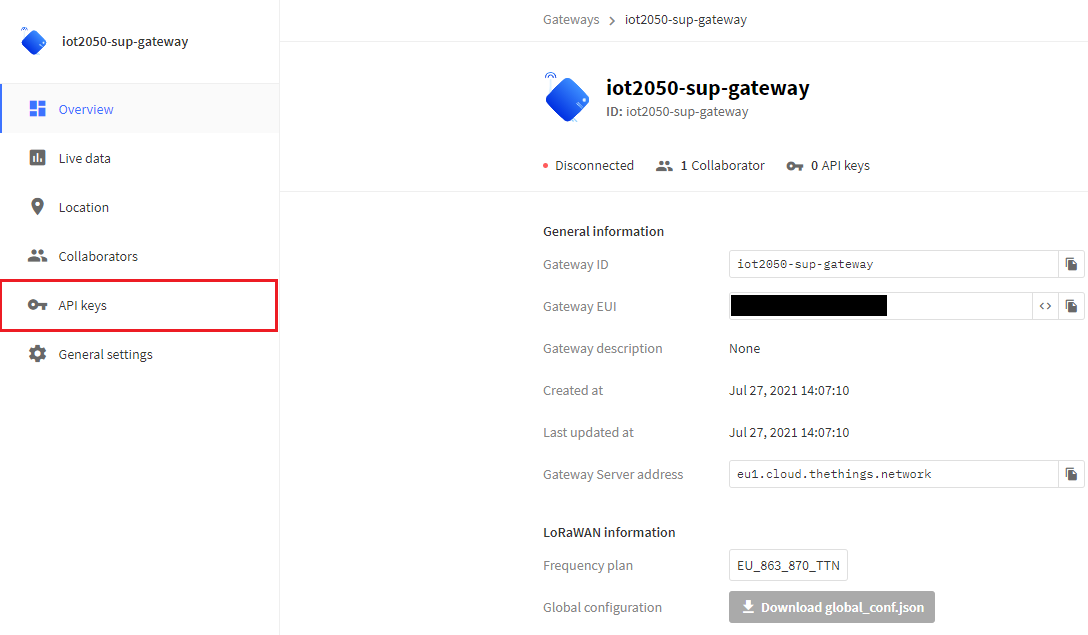 iot2050-sup-gateway
Overview
Live data
Location
Collaborators
API keys
General settings
Gateways > iot2050-sup-gateway
iot2050-sup-gateway
ID: iot2050-sup-gateway
Disconnected 1 Collaborator 0 API keys
General information
Gateway ID iot2050-sup-gateway
Gateway EUI <>
Gateway description None
Created at Jul 27, 2021 14:07:10
Last updated at Jul 27, 2021 14:07:10
Gateway Server address eu1.cloud.thethings.network
LoRaWAN information
Frequency plan EU_863_870_TTN
Global configuration Download global_conf.json